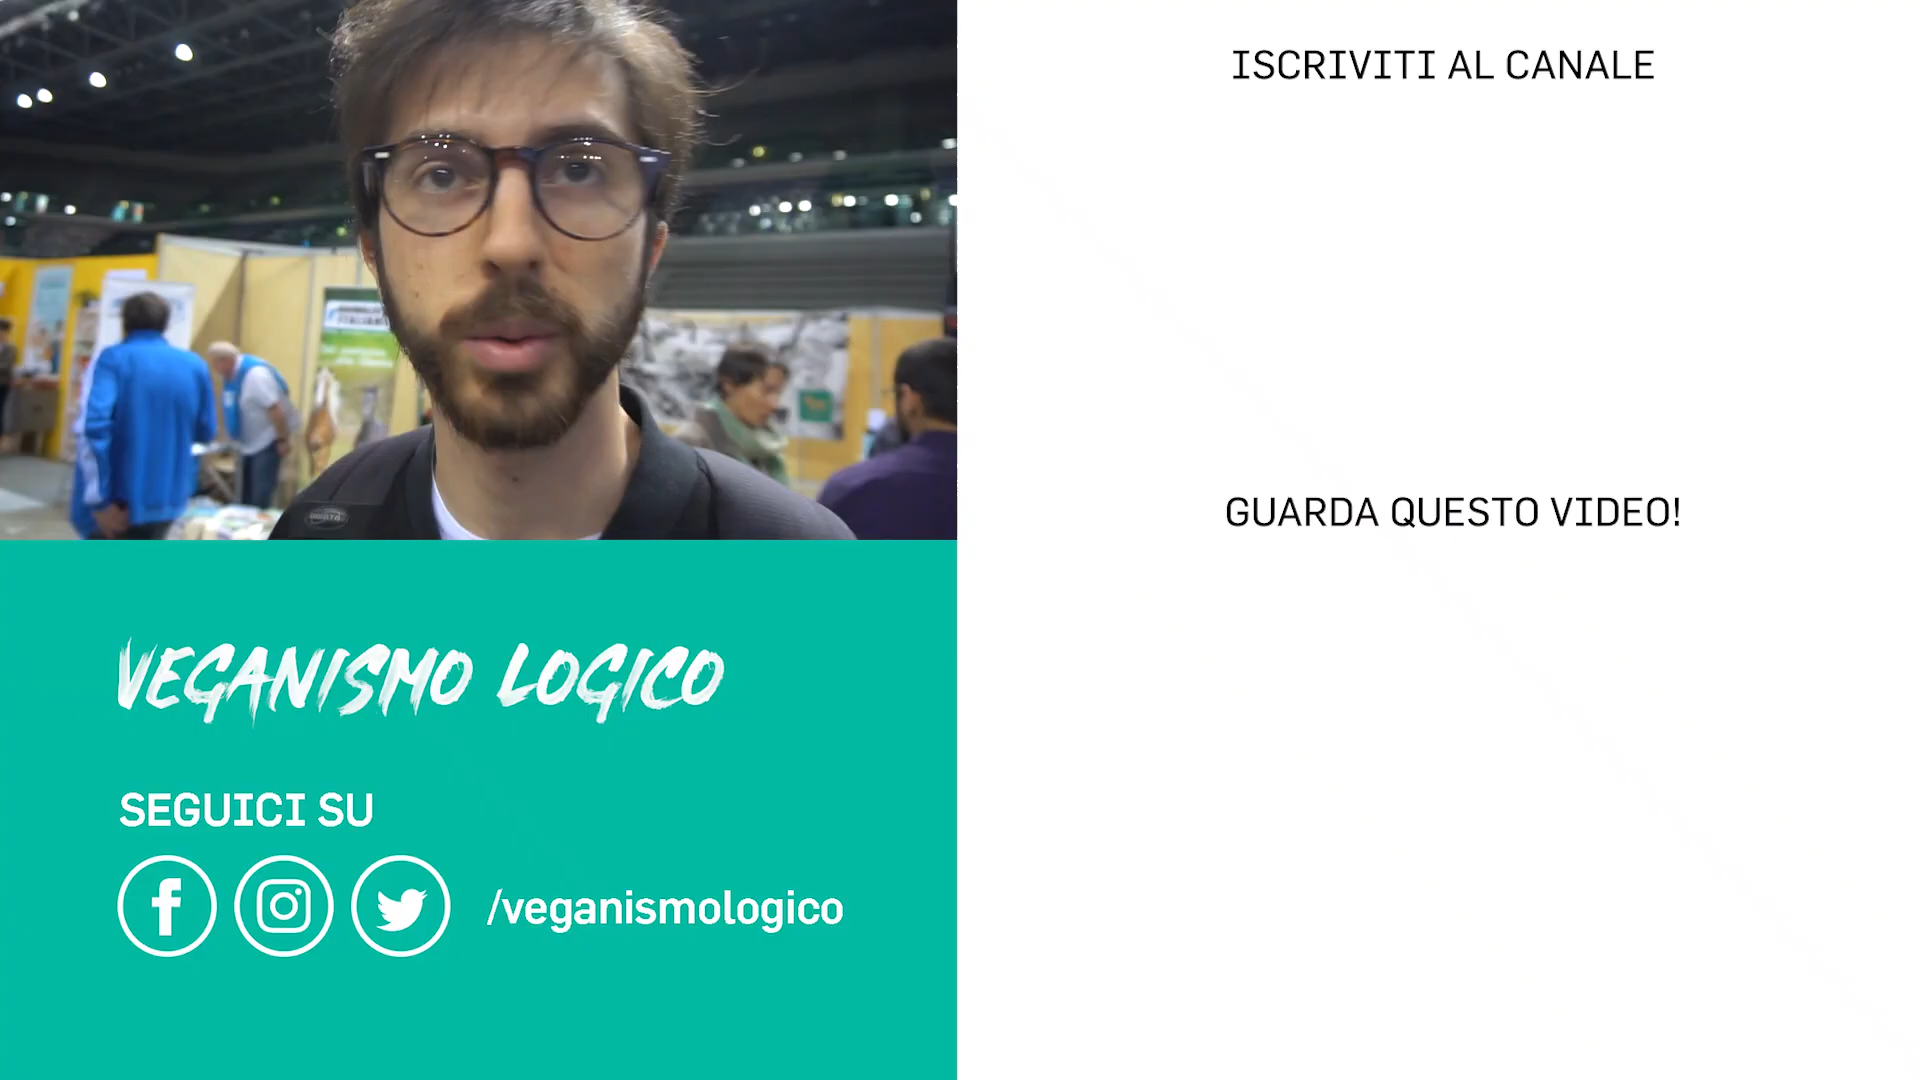 ISCRIVITI AL CANALE
GUARDA QUESTO VIDEO!
VEGANISMO LOGICO
SEGUICI SU
/veganismologico